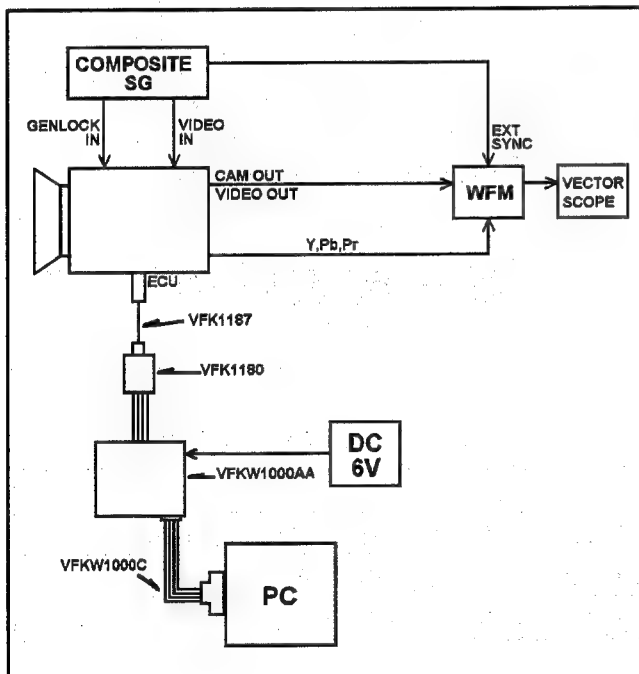 COMPOSITE
SG
GENLOCK
IN
VIDEO
IN
EXT
SYNC
CAM OUT
VIDEO OUT
WFM
VECTOR
SCOPE
Y,Pb,Pr
ECU
VFK1187
VFK1180
DC
6V
VFKW1000AA
VFKW1000C
PC